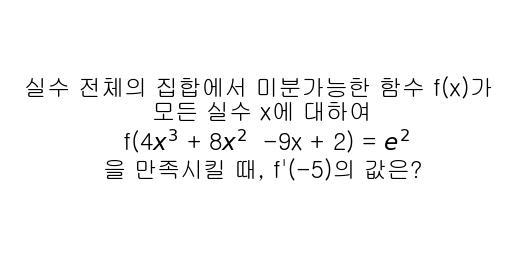 실수 전체의 집합에서 미분가능한 함수 f(x)가
모든 실수 x에 대하여
f(4x³ + 8x² -9x + 2) = e²
을 만족시킬 때, f'(-5)의 값은?